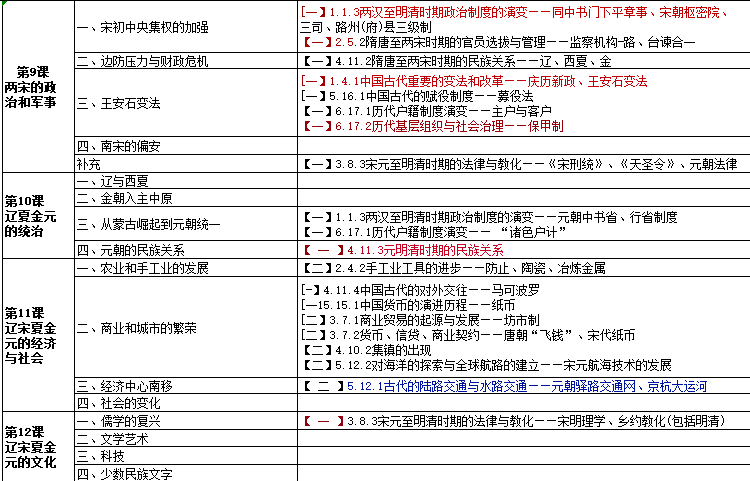 第9课
两宋的政
治和军事
一、宋初中央集权的加强
[一】1.1.3两汉至明清时期政治制度的演变——同中书门下平章事、宋朝枢密院、
三司、路州(府)县三级制
【一】2.5.2隋唐至两宋时期的官员选拔与管理——监察机构-路、台谏合一
二、边防压力与财政危机
【一】4.11.2隋唐至两宋时期的民族关系——辽、西夏、金
三、王安石变法
[一】1.4.1中国古代重要的变法和改革——庆历新政、王安石变法
[一】5.16.1中国古代的赋役制度——募役法
【一】6.17.1历代户籍制度演变——主户与客户
【一】6.17.2历代基层组织与社会治理——保甲制
四、南宋的偏安
补充
【一】3.8.3宋元至明清时期的法律与教化——《宋刑统》、《天圣令》、元朝法律
第10课
辽夏金元
的统治
一、辽与西夏
二、金朝入主中原
三、从蒙古崛起到元朝统一
【一】1.1.3两汉至明清时期政治制度的演变——元朝中书省、行省制度
【一】6.17.1历代户籍制度演变—— “诸色户计”
四、元朝的民族关系
【 一 】4.11.3元明清时期的民族关系
第11课
辽宋夏金
元的经济
与社会
一、农业和手工业的发展
【二】2.4.2手工业工具的进步——防止、陶瓷、冶炼金属
二、商业和城市的繁荣
[-】4.11.4中国古代的对外交往——马可波罗
[—15.15.1中国货币的演进历程——纸币
[二】3.7.1商业贸易的起源与发展——坊市制
[二】3.7.2货币、信贷、商业契约——唐朝“飞钱”、宋代纸币
【二】4.10.2集镇的出现
【二】5.12.2对海洋的探索与全球航路的建立——宋元航海技术的发展
三、经济中心南移
【 二 】5.12.1古代的陆路交通与水路交通——元朝驿路交通网、京杭大运河
四、社会的变化
第12课
辽宋夏金
元的文化
一、儒学的复兴
【 一 】3.8.3宋元至明清时期的法律与教化——宋明理学、乡约教化(包括明清)
二、文学艺术
三、科技
四、少数民族文字